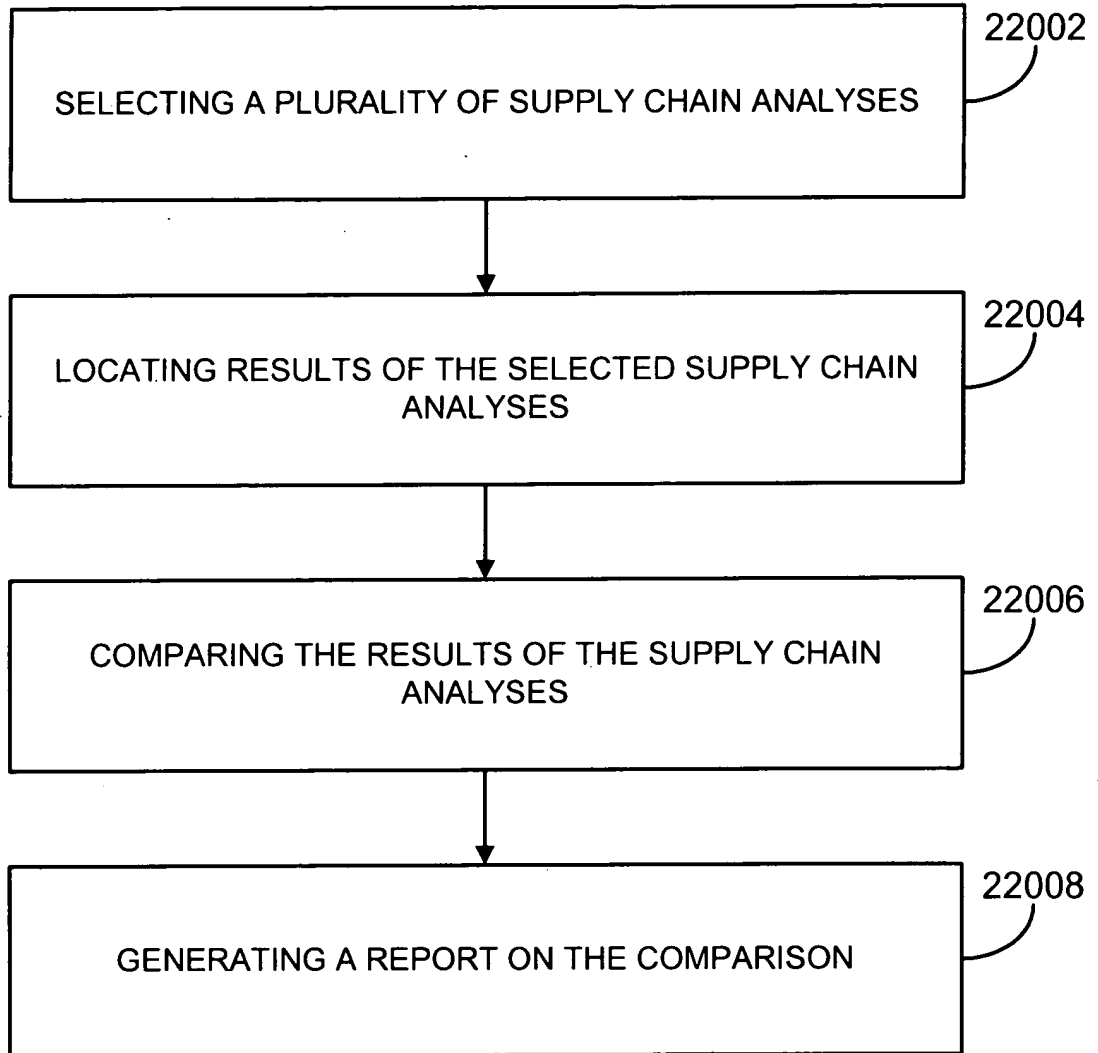 22002
SELECTING A PLURALITY OF SUPPLY CHAIN ANALYSES
22004
LOCATING RESULTS OF THE SELECTED SUPPLY CHAIN
ANALYSES
22006
COMPARING THE RESULTS OF THE SUPPLY CHAIN
ANALYSES
22008
GENERATING A REPORT ON THE COMPARISON